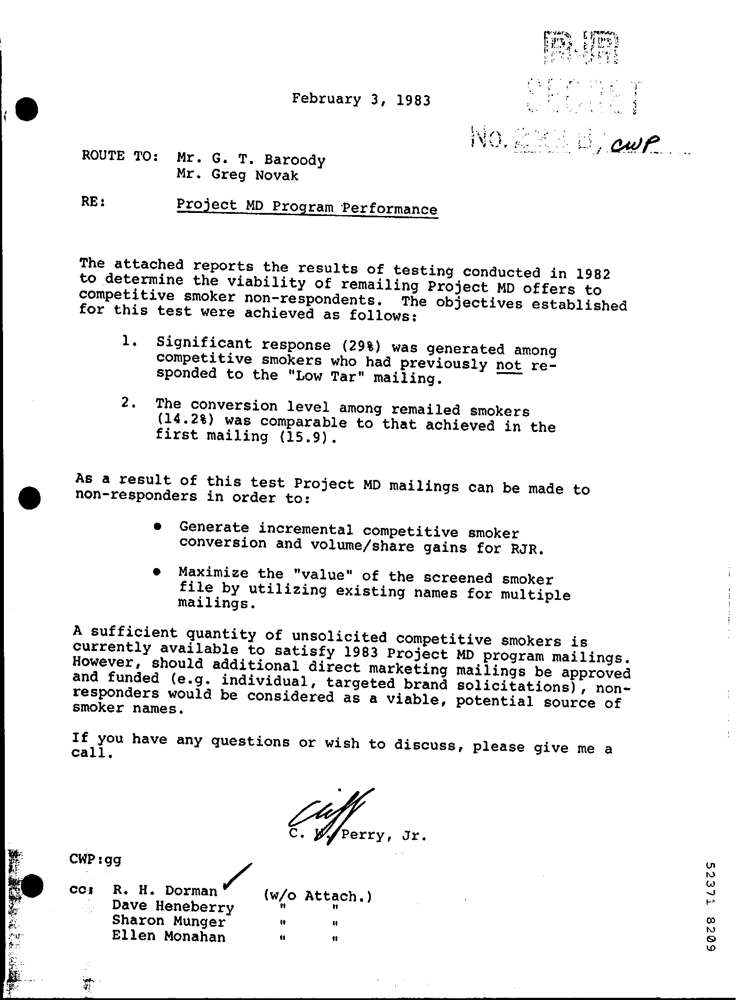 RJR
SECRET
February 3, 1983
No. , CWP
ROUTE TO: Mr. G. T. Baroody
Mr. Greg Novak
RE: Project MD Program Performance
The attached reports the results of testing conducted in 1982
to determine the viability of remailing Project MD offers to
competitive smoker non-respondents. The objectives established
for this test were achieved as follows:
1. Significant response (29%) was generated among
competitive smokers who had previously not re-
sponded to the "Low Tar" mailing.
2. The conversion level among remailed smokers
(14.2%) was comparable to that achieved in the
first mailing (15.9).
As a result of this test Project MD mailings can be made to
non-responders in order to:
• Generate incremental competitive smoker
conversion and volume/share gains for RJR.
• Maximize the "value" of the screened smoker
file by utilizing existing names for multiple
mailings.
A sufficient quantity of unsolicited competitive smokers is
currently available to satisfy 1983 Project MD program mailings.
However, should additional direct marketing mailings be approved
and funded (e.g. individual, targeted brand solicitations), non-
responders would be considered as a viable, potential source of
smoker names.
If you have any questions or wish to discuss, please give me a
call.
Cliff
C. W. Perry, Jr.
CWP:gg
cc: R. H. Dorman (w/o Attach.)
Dave Heneberry " "
Sharon Munger " "
Ellen Monahan " "
52371 8209